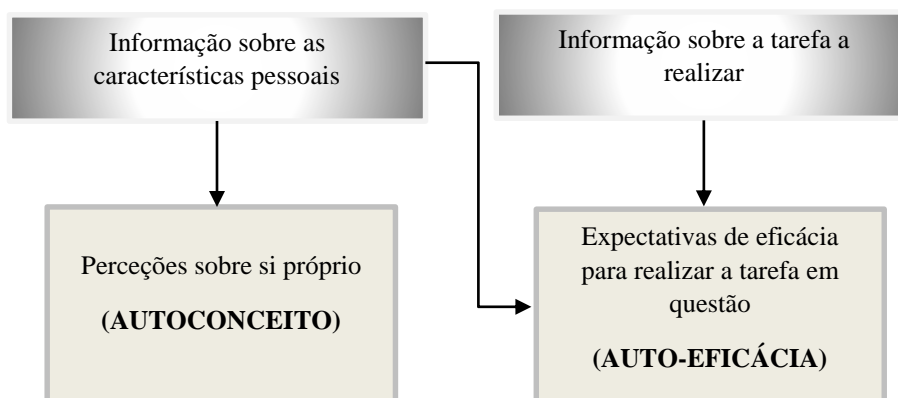 Informação sobre as
características pessoais
Informação sobre a tarefa a
realizar
Perceções sobre si próprio
(AUTOCONCEITO)
Expectativas de eficácia
para realizar a tarefa em
questão
(AUTO-EFICÁCIA)